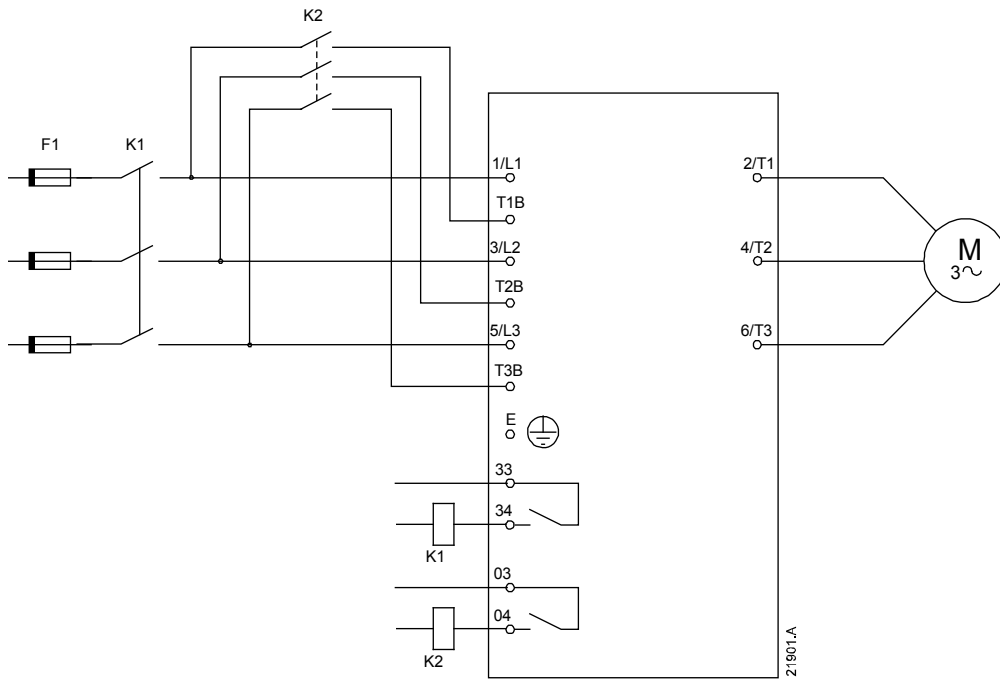 K2
F1
K1
1/L1
2/T1
T1B
3/L2
4/T2
M
3~
T2B
5/L3
6/T3
T3B
E
33
34
K1
03
04
K2
21901.A